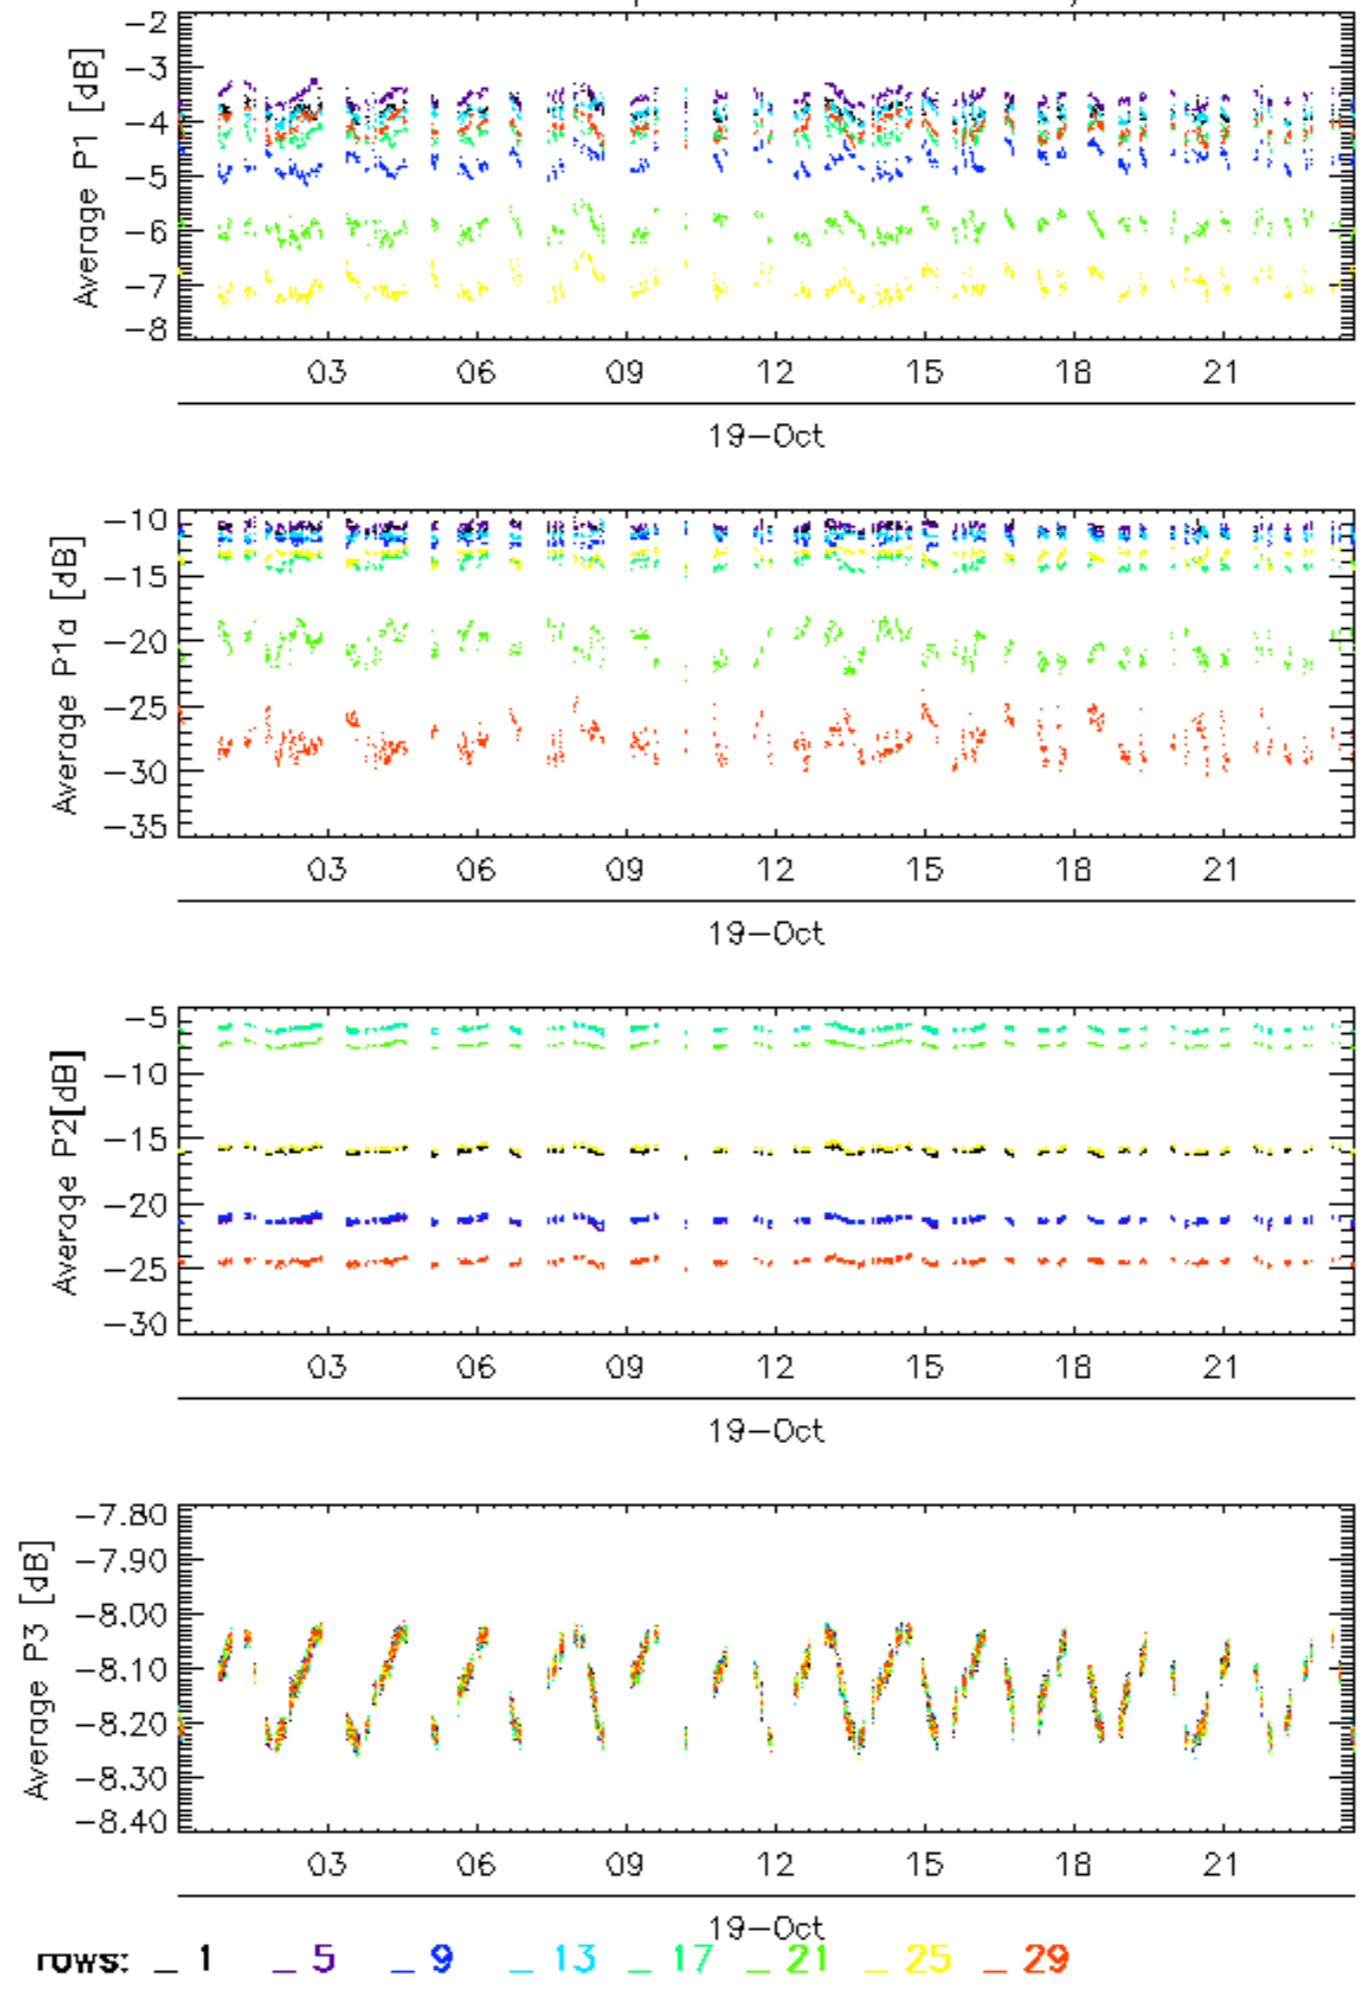 Average P1 [dB]
-2
-3
-4
-5
-6
-7
-8
03 06 09 12 15 18 21
19-Oct
Average P1a [dB]
-10
-15
-20
-25
-30
-35
03 06 09 12 15 18 21
19-Oct
Average P2[dB]
-5
-10
-15
-20
-25
-30
03 06 09 12 15 18 21
19-Oct
Average P3 [dB]
-7.80
-7.90
-8.00
-8.10
-8.20
-8.30
-8.40
03 06 09 12 15 18 21
19-Oct
rows: _ 1 _ 5 _ 9 _ 13 _ 17 _ 21 _ 25 _ 29